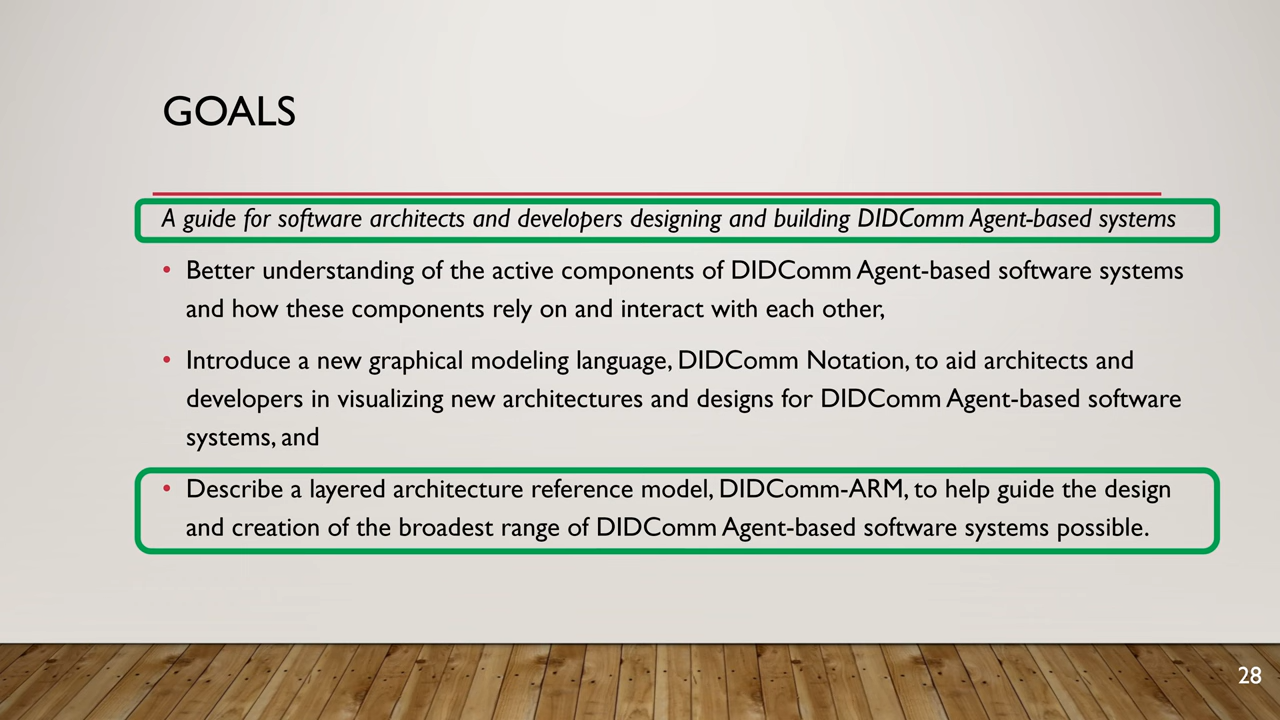 GOALS
A guide for software architects and developers designing and building DIDComm Agent-based systems
• Better understanding of the active components of DIDComm Agent-based software systems
and how these components rely on and interact with each other,
• Introduce a new graphical modeling language, DIDComm Notation, to aid architects and
developers in visualizing new architectures and designs for DIDComm Agent-based software
systems, and
• Describe a layered architecture reference model, DIDComm-ARM, to help guide the design
and creation of the broadest range of DIDComm Agent-based software systems possible.
28